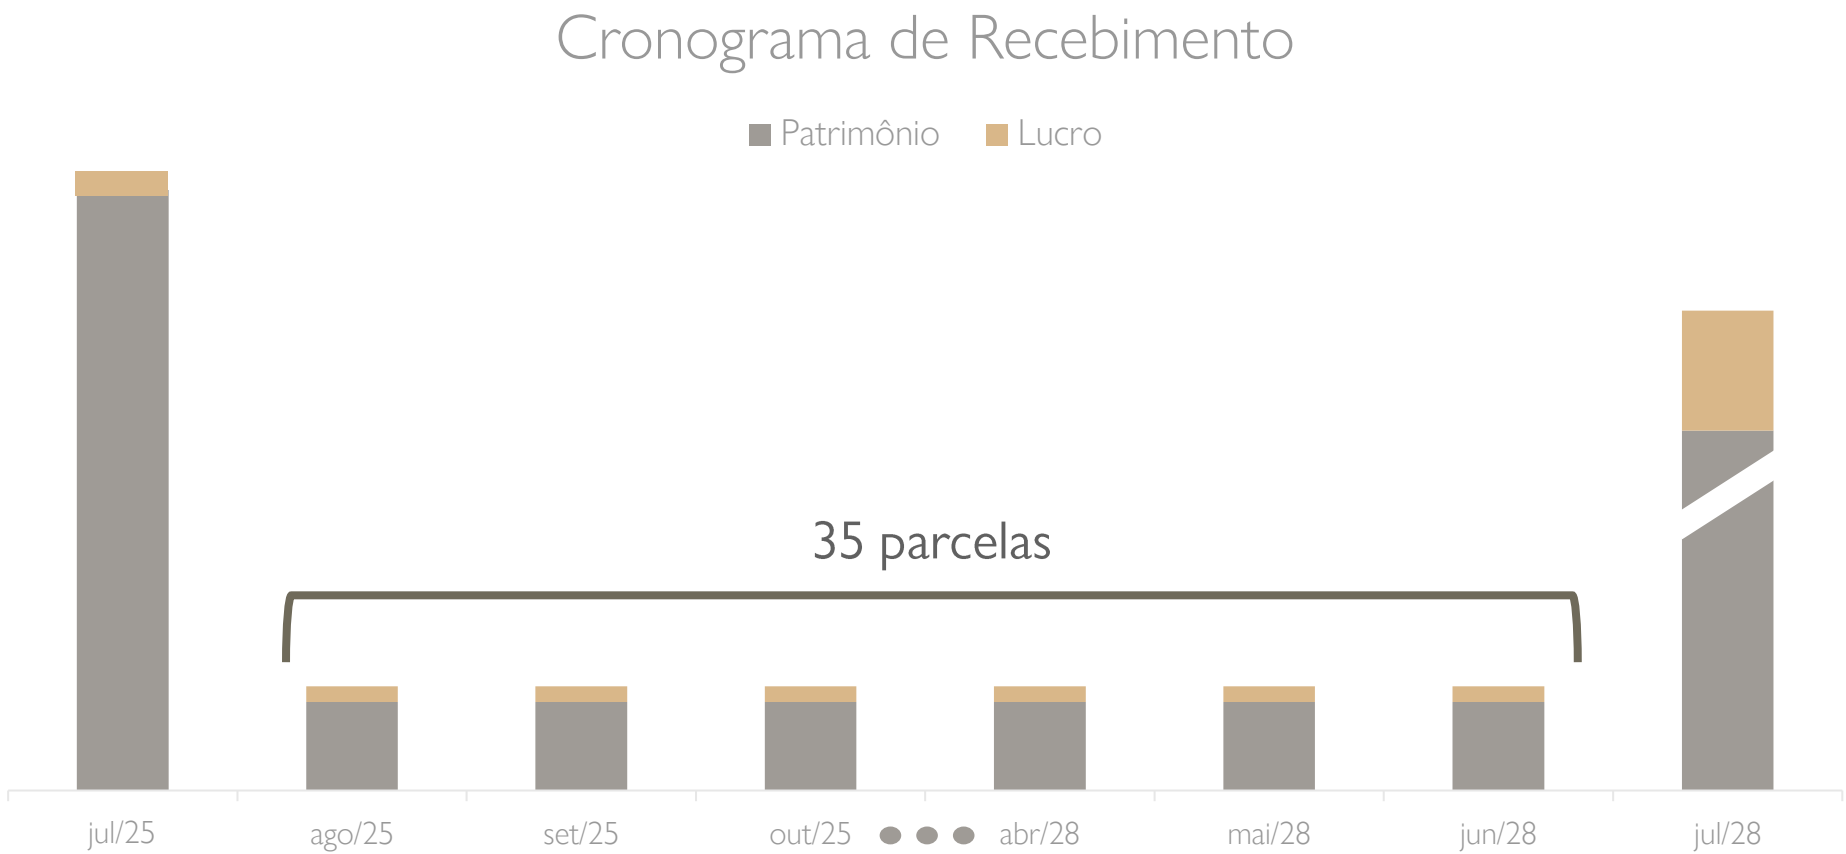 Cronograma de Recebimento
Patrimônio Lucro
35 parcelas
jul/25 ago/25 set/25 out/25 abr/28 mai/28 jun/28 jul/28